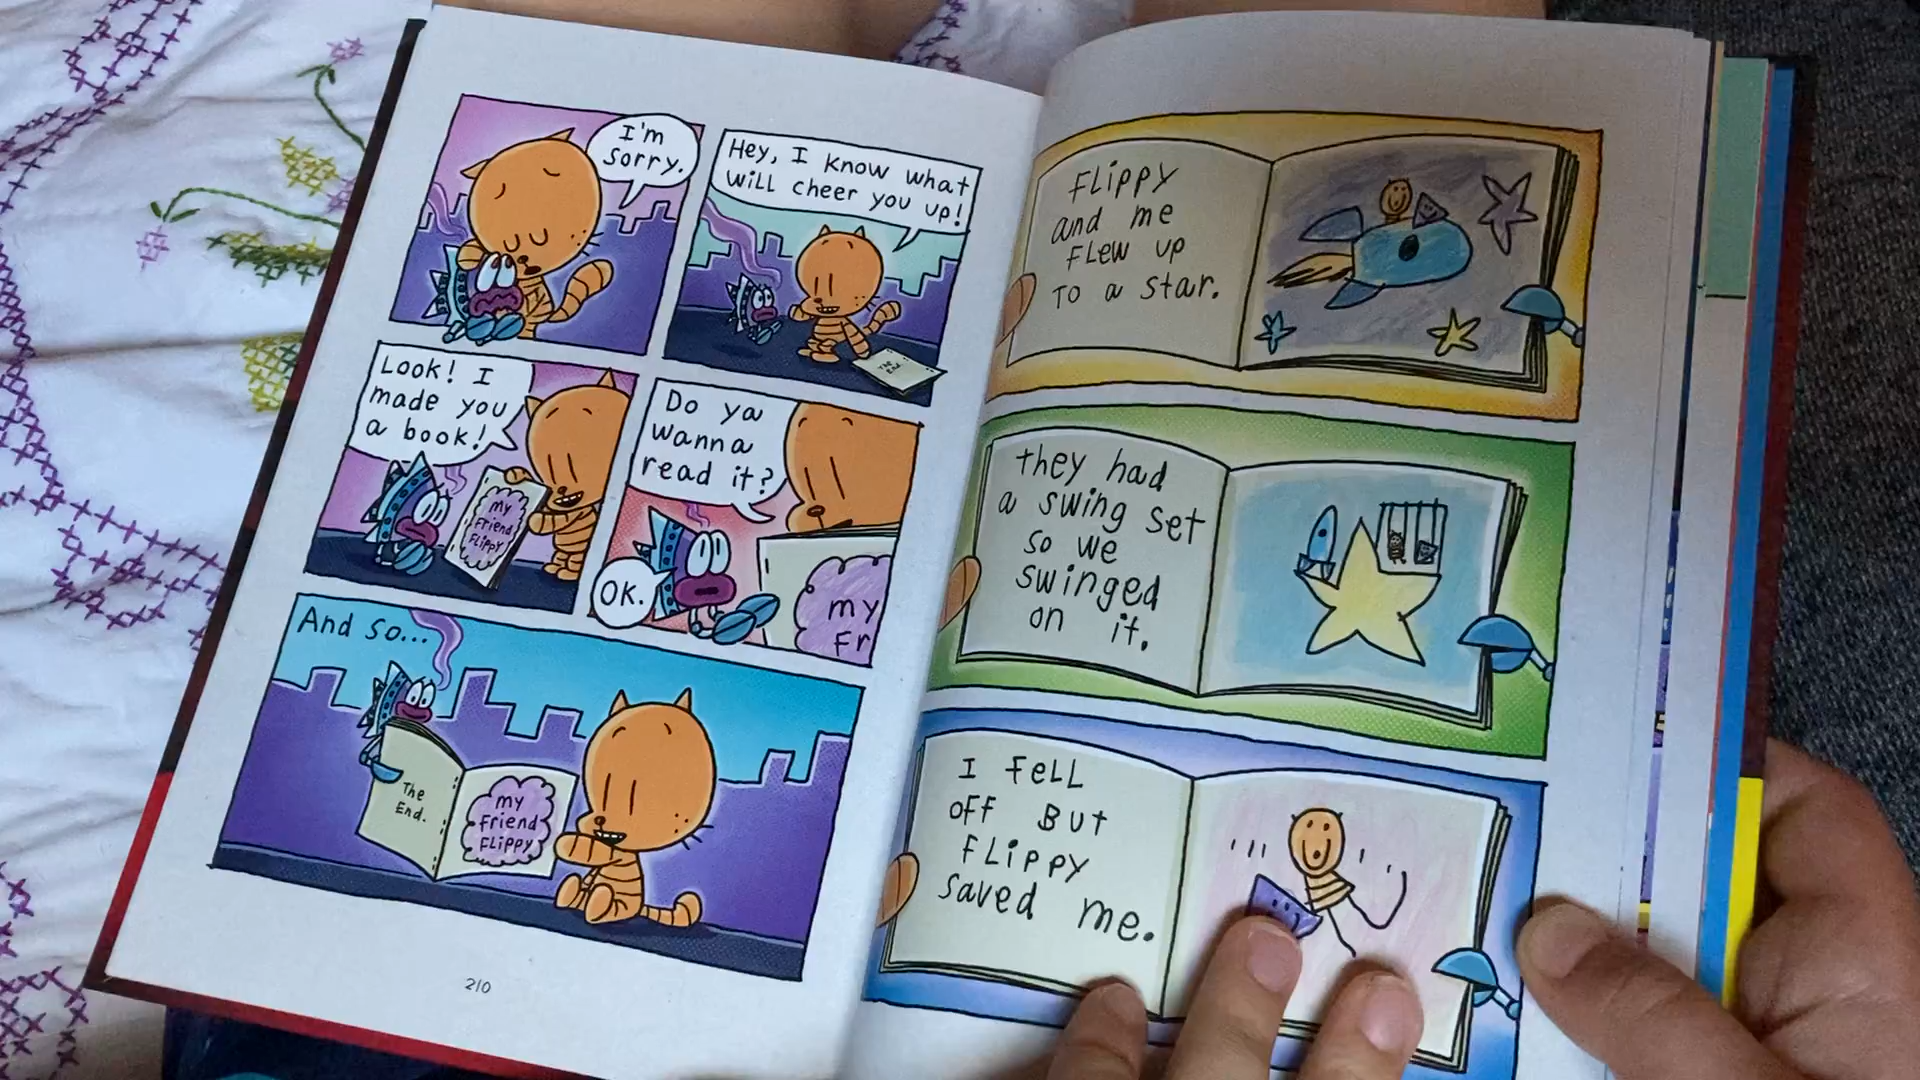 I'm
sorry.
Hey, I know what
will cheer you up!
The
End.
Look! I
made you
a book!
my
friend
Flippy
Do ya
wanna
read it?
OK.
my
Fr
And so...
The
End.
my
friend
Flippy
210
Flippy
and me
flew up
to a star.
they had
a swing set
so we
swinged
on it.
I fell
off But
Flippy
saved me.